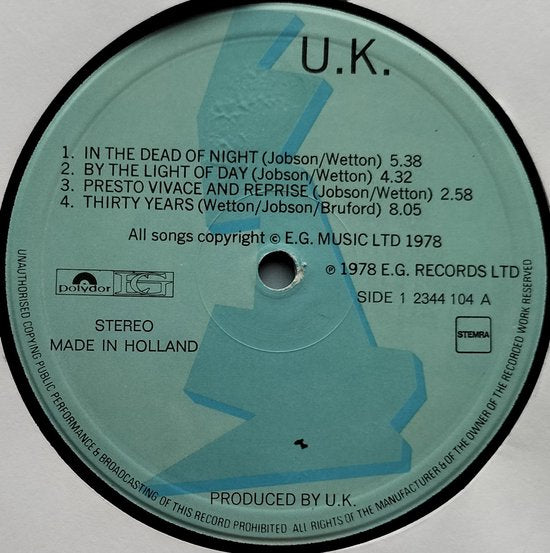 U.K.
1. IN THE DEAD OF NIGHT (Jobson/Wetton) 5.38
2. BY THE LIGHT OF DAY (Jobson/Wetton) 4.32
3. PRESTO VIVACE AND REPRISE (Jobson/Wetton) 2.58
4. THIRTY YEARS (Wetton/Jobson/Bruford) 8.05
All songs copyright © E.G. MUSIC LTD 1978
polydor EG
℗ 1978 E.G. RECORDS LTD
SIDE 1 2344 104 A
STEREO
MADE IN HOLLAND
STEMRA
PRODUCED BY U.K.
UNAUTHORISED COPYING PUBLIC PERFORMANCE & BROADCASTING OF THIS RECORD PROHIBITED ALL RIGHTS OF THE MANUFACTURER & OF THE OWNER OF THE RECORDED WORK RESERVED